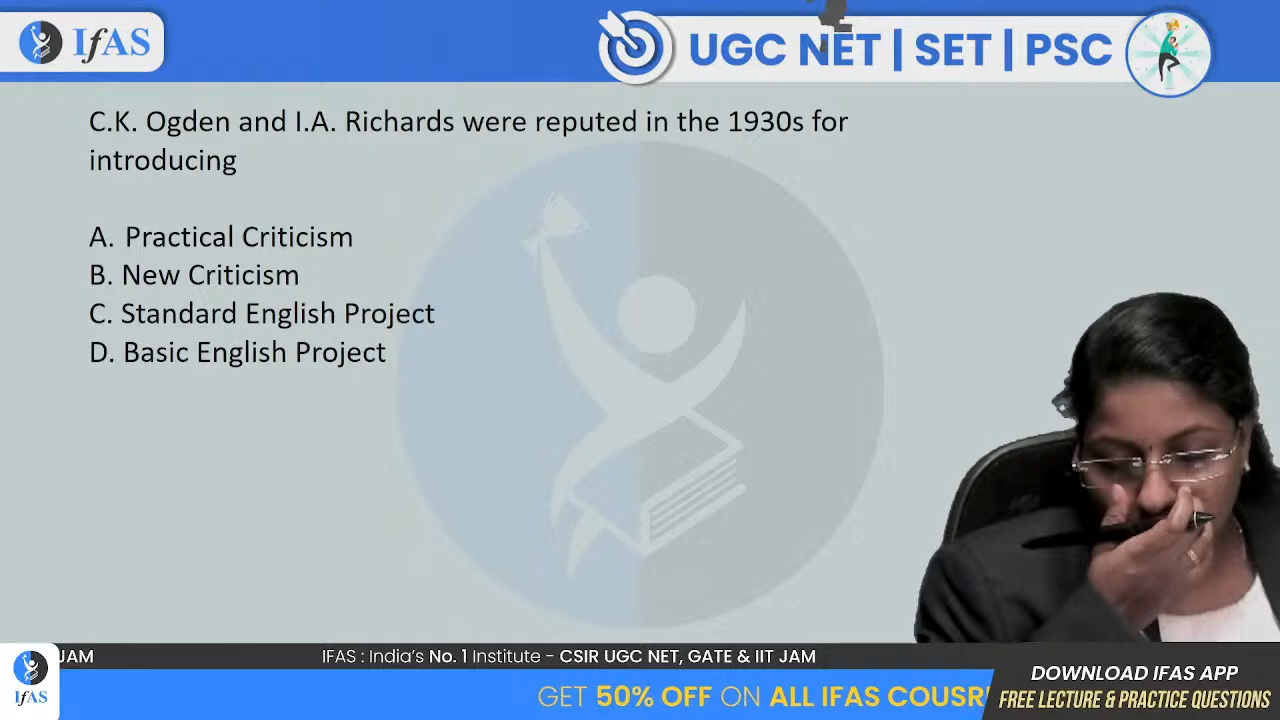 IfAS
UGC NET | SET | PSC
C.K. Ogden and I.A. Richards were reputed in the 1930s for
introducing
A. Practical Criticism
B. New Criticism
C. Standard English Project
D. Basic English Project
JAM
IFAS : India's No. 1 Institute - CSIR UGC NET, GATE & IIT JAM
IfAS
GET 50% OFF ON ALL IFAS COUSR
DOWNLOAD IFAS APP
FREE LECTURE & PRACTICE QUESTIONS